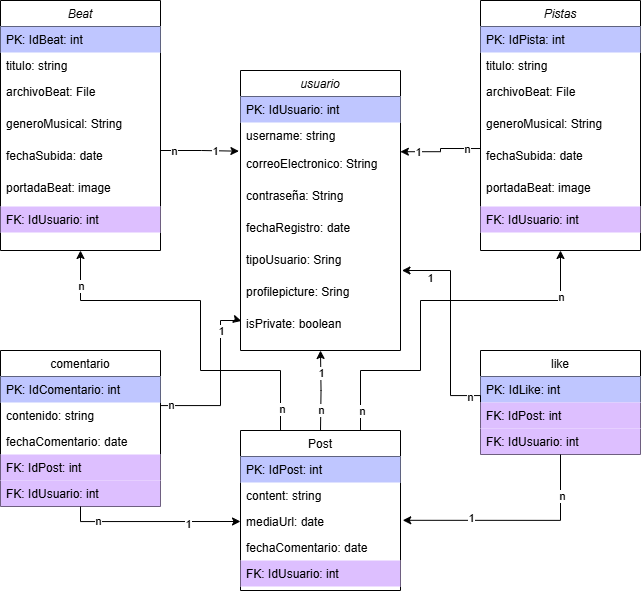 Beat
PK: IdBeat: int
titulo: string
archivoBeat: File
generoMusical: String
fechaSubida: date
portadaBeat: image
FK: IdUsuario: int
usuario
PK: IdUsuario: int
username: string
correoElectronico: String
contraseña: String
fechaRegistro: date
tipoUsuario: Sring
profilepicture: Sring
isPrivate: boolean
Pistas
PK: IdPista: int
titulo: string
archivoBeat: File
generoMusical: String
fechaSubida: date
portadaBeat: image
FK: IdUsuario: int
n
1
1
n
n
1
n
1
1
n
n
n
n
n
comentario
PK: IdComentario: int
contenido: string
fechaComentario: date
FK: IdPost: int
FK: IdUsuario: int
Post
PK: IdPost: int
content: string
mediaUrl: date
fechaComentario: date
FK: IdUsuario: int
like
PK: IdLike: int
FK: IdPost: int
FK: IdUsuario: int
n
1
n
1